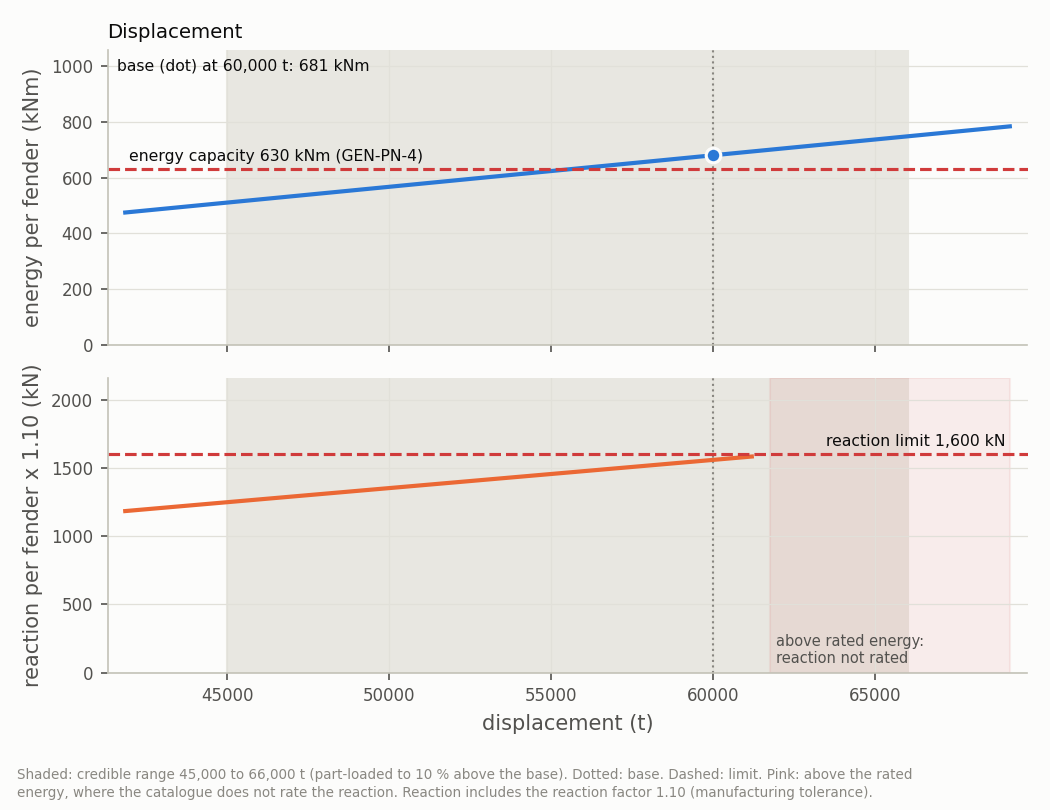 Displacement
energy per fender (kNm)
1000
800
600
400
200
0
base (dot) at 60,000 t: 681 kNm
energy capacity 630 kNm (GEN-PN-4)
reaction per fender x 1.10 (kN)
2000
1500
1000
500
0
reaction limit 1,600 kN
above rated energy:
reaction not rated
45000
50000
55000
60000
65000
displacement (t)
Shaded: credible range 45,000 to 66,000 t (part-loaded to 10 % above the base). Dotted: base. Dashed: limit. Pink: above the rated
energy, where the catalogue does not rate the reaction. Reaction includes the reaction factor 1.10 (manufacturing tolerance).